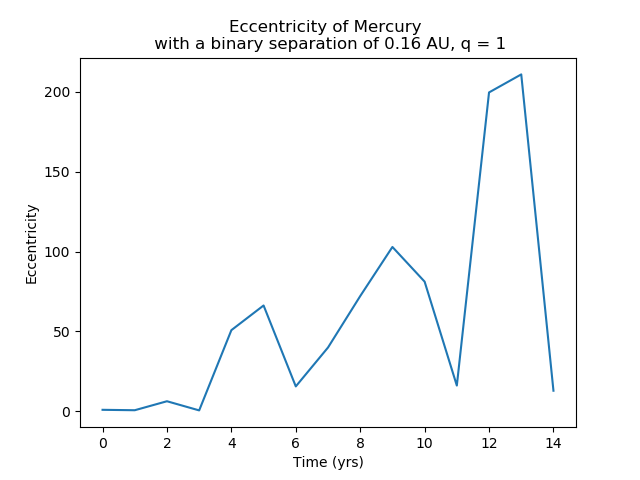 Eccentricity of Mercury
with a binary separation of 0.16 AU, q = 1
200
150
100
50
0
Eccentricity
0 2 4 6 8 10 12 14
Time (yrs)